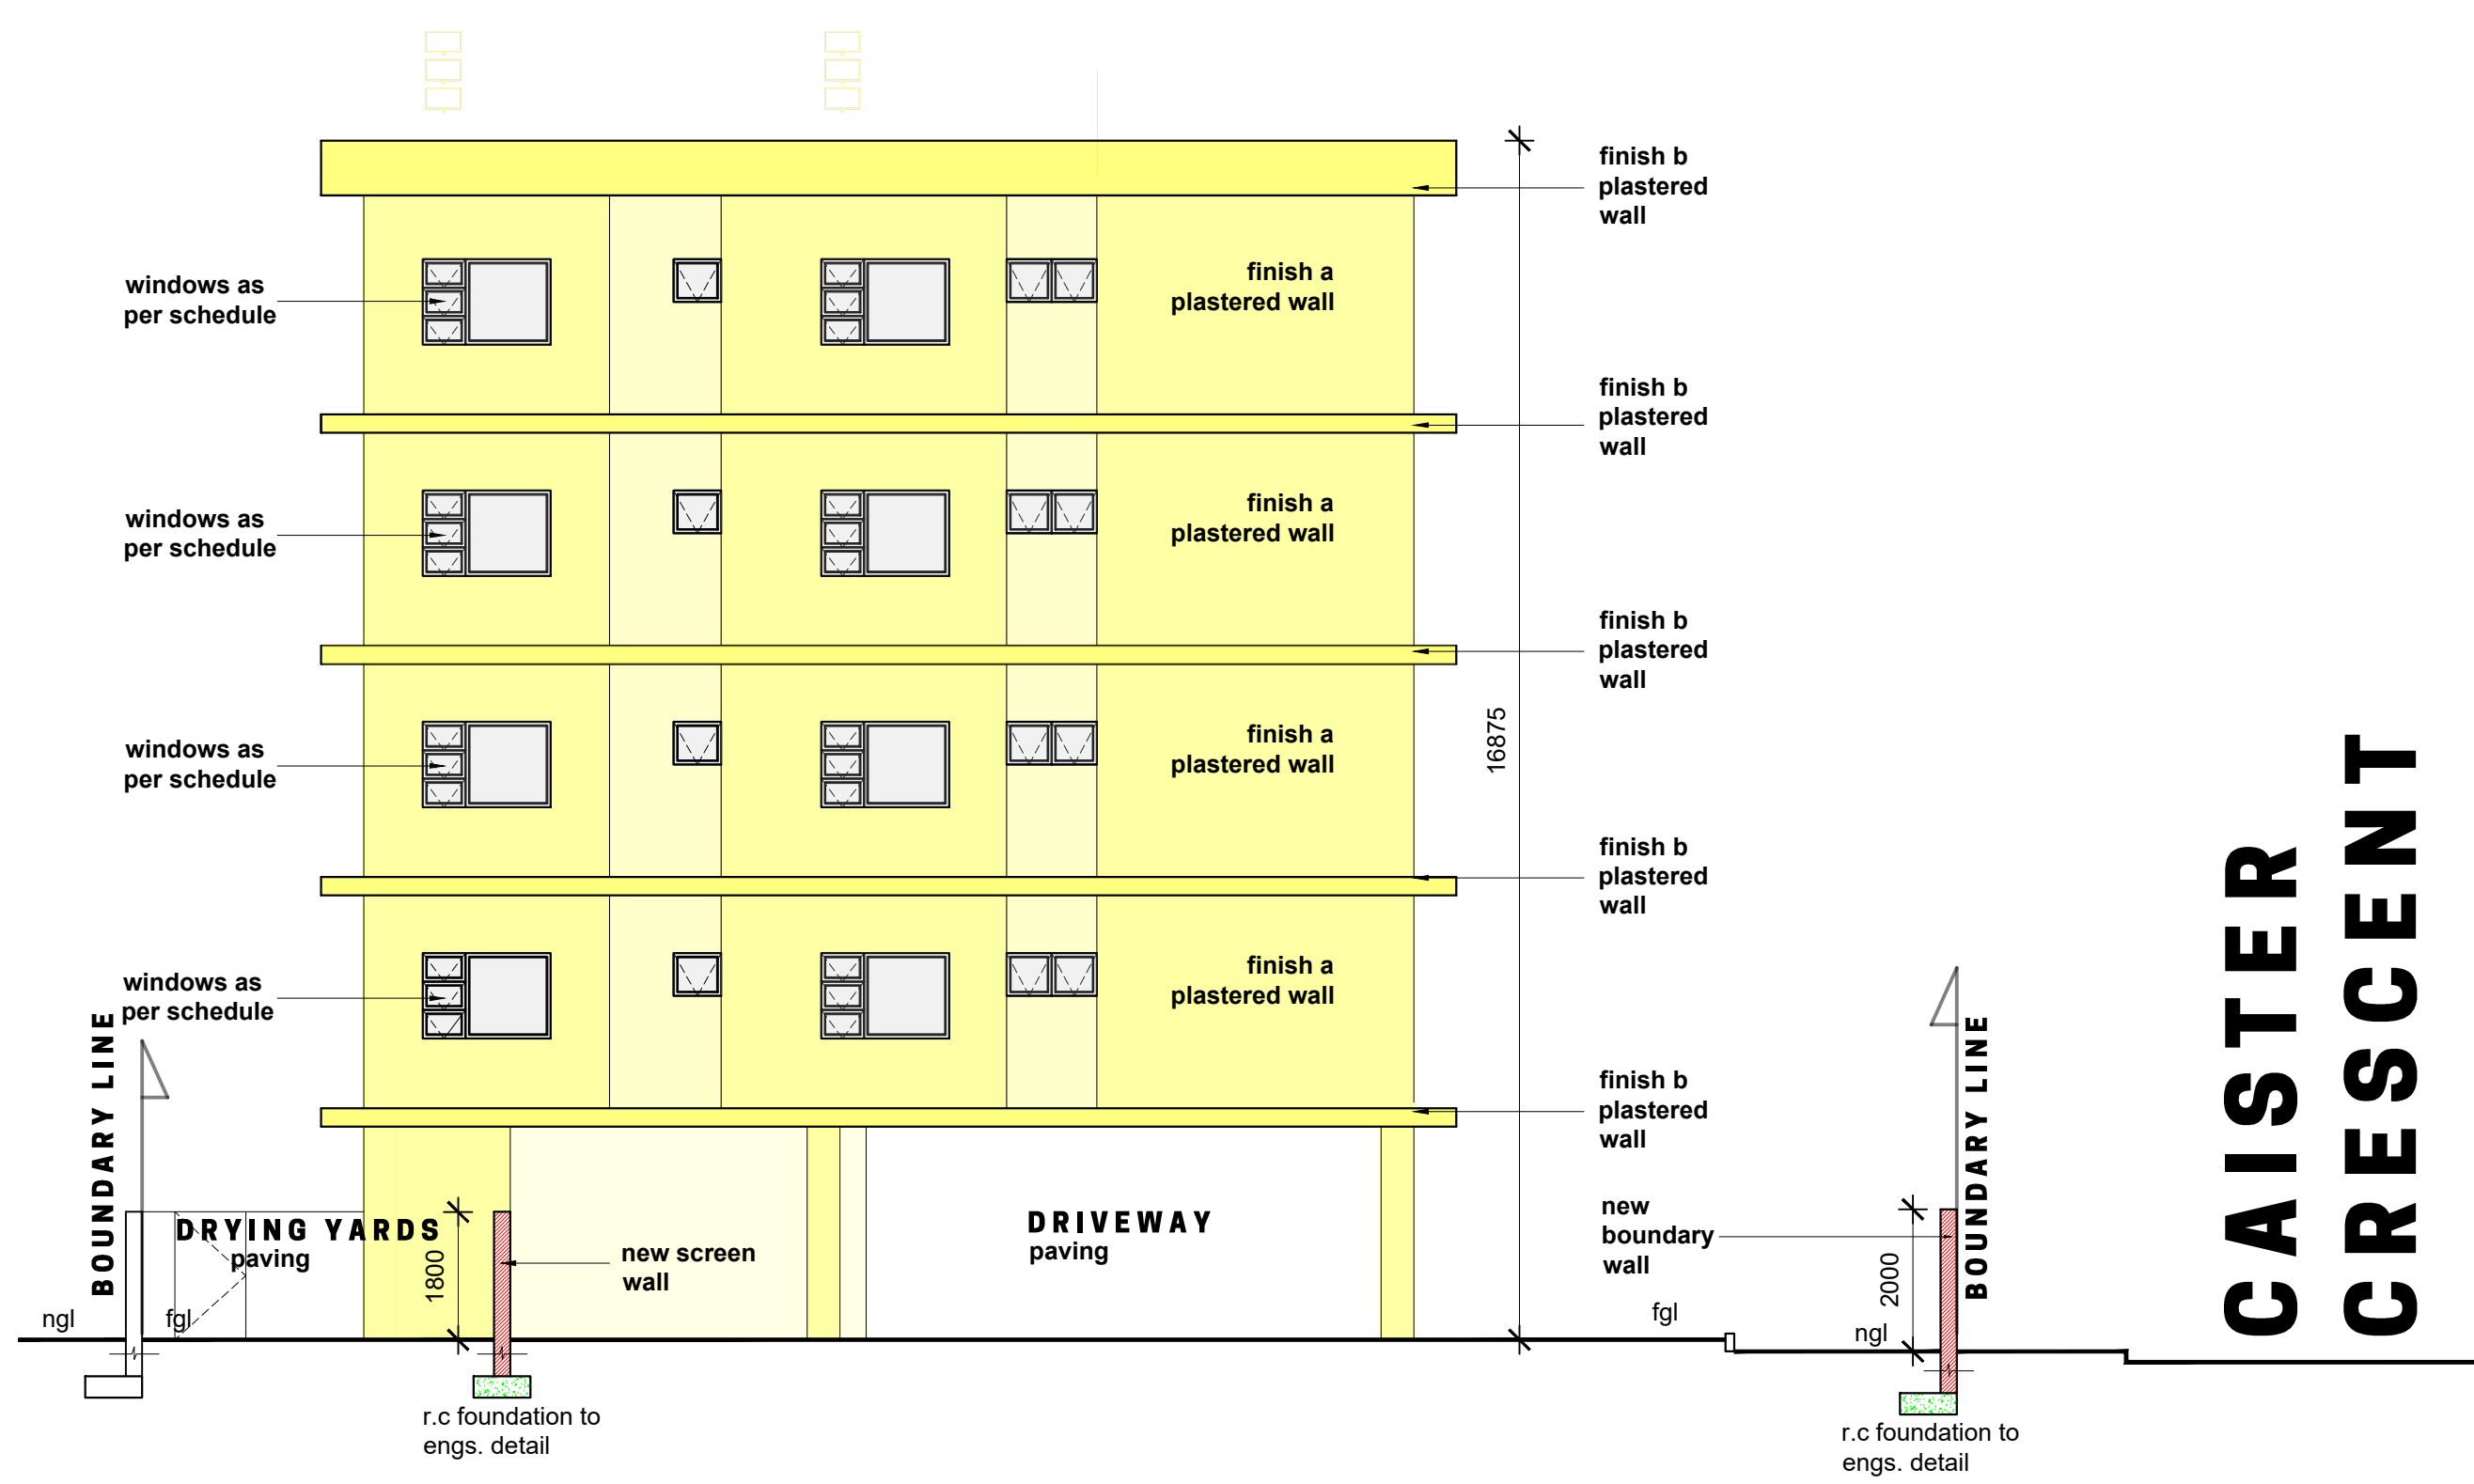 finish b
plastered
wall
windows as
per schedule
finish a
plastered wall
finish b
plastered
wall
windows as
per schedule
finish a
plastered wall
finish b
plastered
wall
windows as
per schedule
finish a
plastered wall
16875
finish b
plastered
wall
windows as
per schedule
finish a
plastered wall
finish b
plastered
wall
BOUNDARY LINE
DRYING YARDS
paving
1800
new screen
wall
DRIVEWAY
paving
new
boundary
wall
2000
BOUNDARY LINE
CAISTER
CRESCENT
ngl
fgl
fgl
ngl
r.c foundation to
engs. detail
r.c foundation to
engs. detail